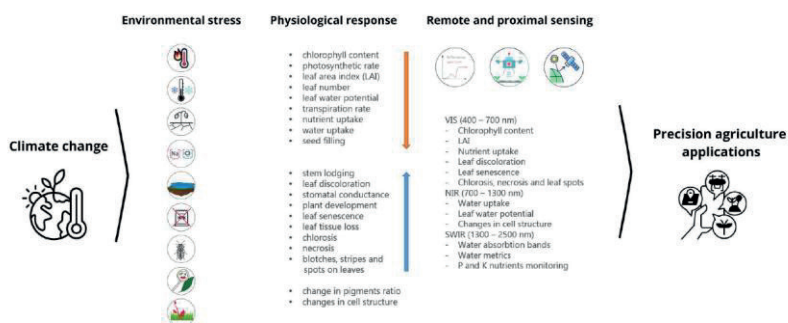 Environmental stress
Physiological response
Remote and proximal sensing
Climate change
Na
Cl
• chlorophyll content
• photosynthetic rate
• leaf area index (LAI)
• leaf number
• leaf water potential
• transpiration rate
• nutrient uptake
• water uptake
• seed filling
• stem lodging
• leaf discoloration
• stomatal conductance
• plant development
• leaf senescence
• leaf tissue loss
• chlorosis
• necrosis
• blotches, stripes and
spots on leaves
• change in pigments ratio
• changes in cell structure
VIS (400 – 700 nm)
- Chlorophyll content
- LAI
- Nutrient uptake
- Leaf discoloration
- Leaf senescence
- Chlorosis, necrosis and leaf spots
NIR (700 – 1300 nm)
- Water uptake
- Leaf water potential
- Changes in cell structure
SWIR (1300 – 2500 nm)
- Water absorbtion bands
- Water metrics
- P and K nutrients monitoring
Precision agriculture
applications